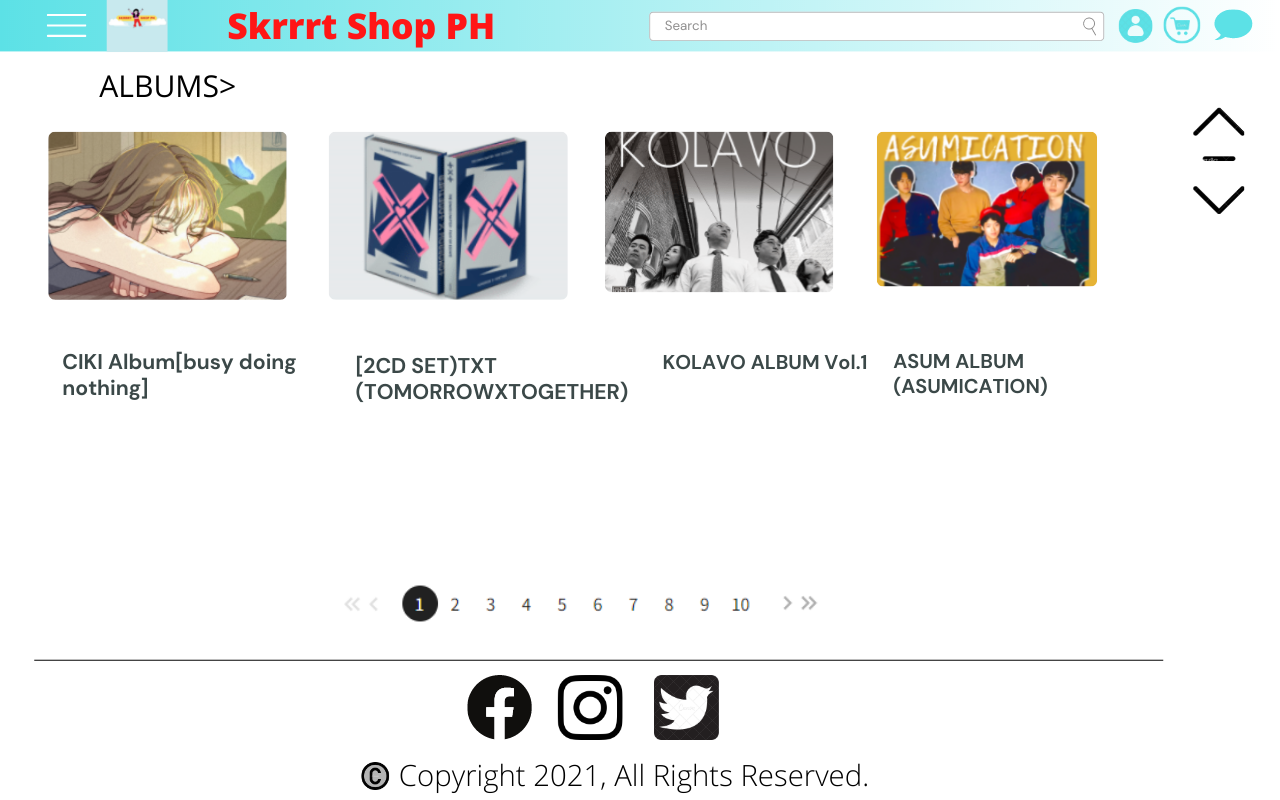 Skrrrt Shop PH
Search
ALBUMS>
KOLAVO
ASUMICATION
CIKI Album[busy doing
nothing]
[2CD SET)TXT
(TOMORROWXTOGETHER)
KOLAVO ALBUM Vol.1
ASUM ALBUM
(ASUMICATION)
1 2 3 4 5 6 7 8 9 10
© Copyright 2021, All Rights Reserved.